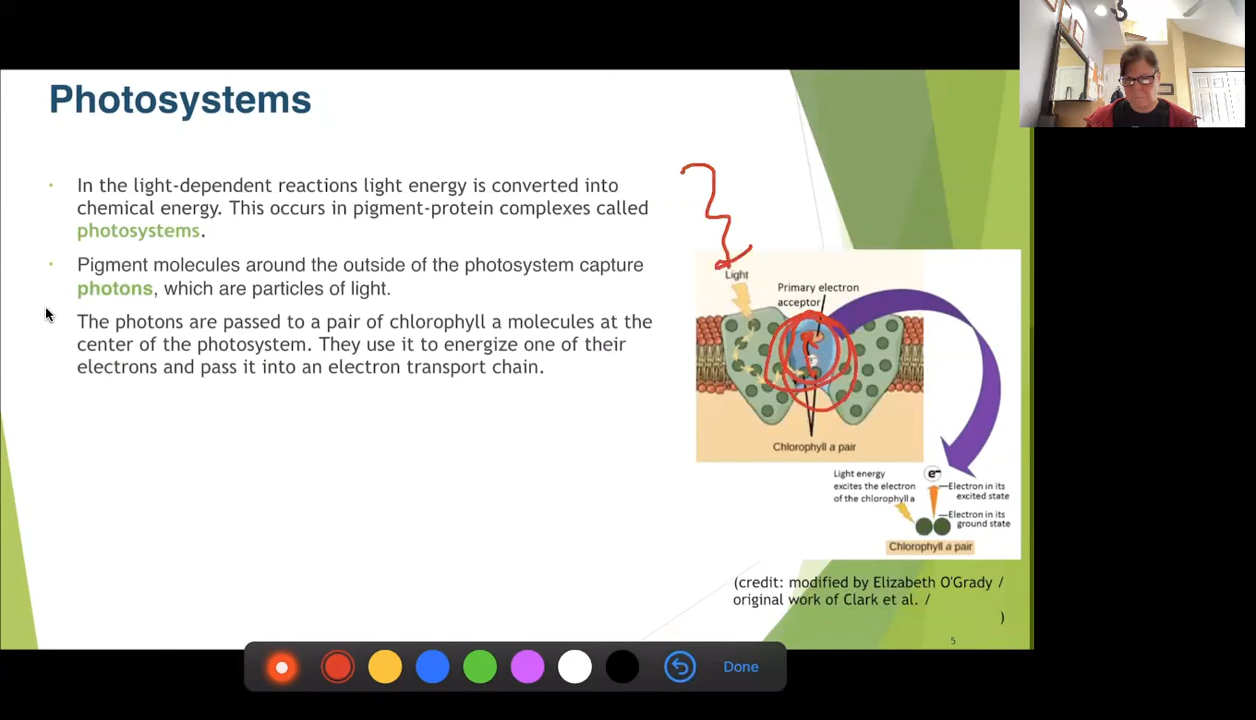 Photosystems
In the light-dependent reactions light energy is converted into
chemical energy. This occurs in pigment-protein complexes called
photosystems.
Pigment molecules around the outside of the photosystem capture
photons, which are particles of light.
The photons are passed to a pair of chlorophyll a molecules at the
center of the photosystem. They use it to energize one of their
electrons and pass it into an electron transport chain.
Light
Primary electron
acceptor
Chlorophyll a pair
Light energy
excites the electron
of the chlorophyll a
e-
Electron in its
excited state
Electron in its
ground state
Chlorophyll a pair
(credit: modified by Elizabeth O'Grady /
original work of Clark et al. /
)
5
Done